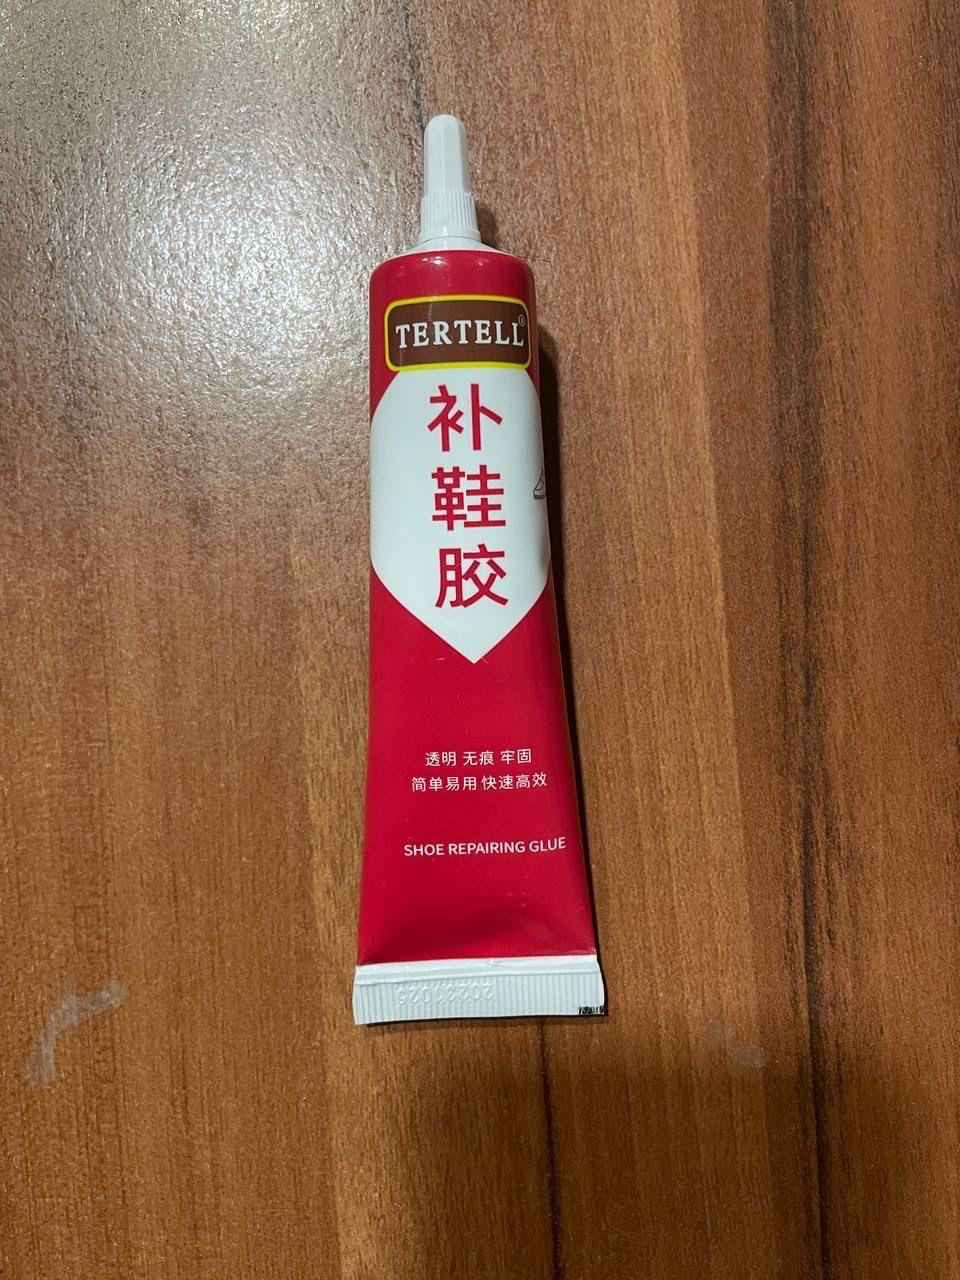 TERTELL®
补
鞋
胶
透明 无痕 牢固
简单易用 快速高效
SHOE REPAIRING GLUE